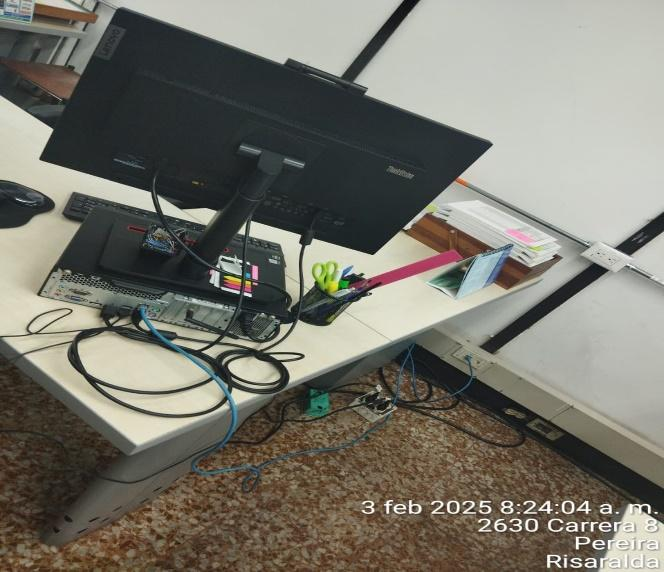 Lenovo
ThinkVision
3 feb 2025 8:24:04 a. m.
2630 Carrera 8
Pereira
Risaralda